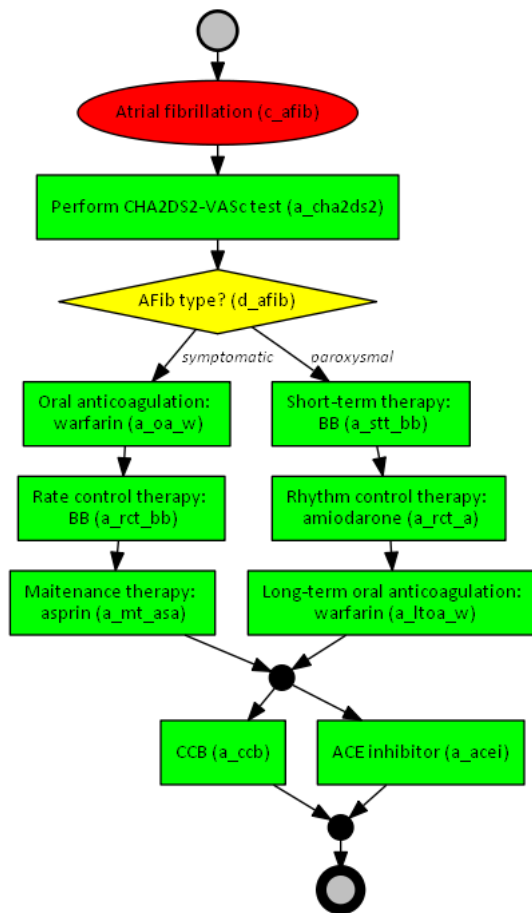 Atrial fibrillation (c_afib)
Perform CHA2DS2-VASc test (a_cha2ds2)
AFib type? (d_afib)
symptomatic
paroxysmal
Oral anticoagulation:
warfarin (a_oa_w)
Short-term therapy:
BB (a_stt_bb)
Rate control therapy:
BB (a_rct_bb)
Rhythm control therapy:
amiodarone (a_rct_a)
Maitenance therapy:
asprin (a_mt_asa)
Long-term oral anticoagulation:
warfarin (a_ltoa_w)
CCB (a_ccb)
ACE inhibitor (a_acei)